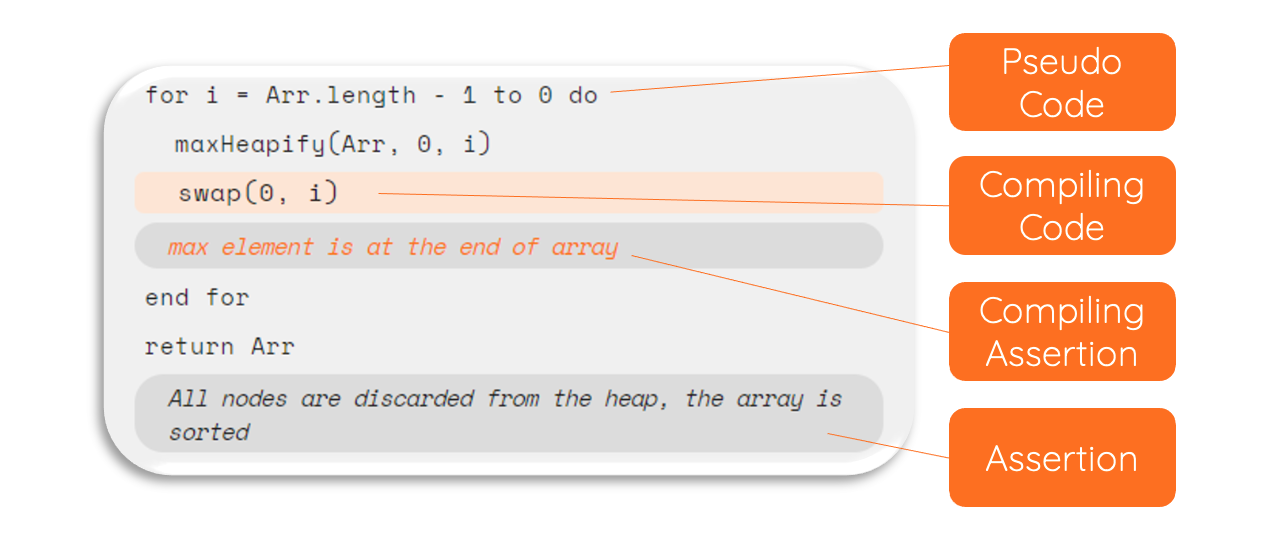 for i = Arr.length - 1 to 0 do
maxHeapify(Arr, 0, i)
swap(0, i)
max element is at the end of array
end for
return Arr
All nodes are discarded from the heap, the array is
sorted
Pseudo
Code
Compiling
Code
Compiling
Assertion
Assertion